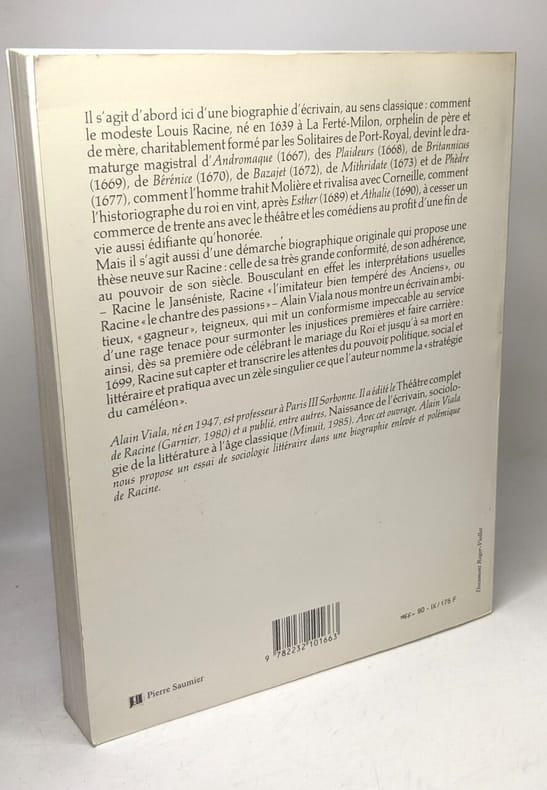 Il s'agit d'abord ici d'une biographie d'écrivain, au sens classique : comment
le modeste Louis Racine, né en 1639 à La Ferté-Milon, orphelin de père et
de mère, charitablement formé par les Solitaires de Port-Royal, devint le dra-
maturge magistral d'Andromaque (1667), des Plaideurs (1668), de Britannicus
(1669), de Bérénice (1670), de Bazajet (1672), de Mithridate (1673) et de Phèdre
(1677), comment l'homme trahit Molière et rivalisa avec Corneille, comment
l'historiographe du roi en vint, après Esther (1689) et Athalie (1690), à cesser un
commerce de trente ans avec le théâtre et les comédiens au profit d'une fin de
vie aussi édifiante qu'honorée.
Mais il s'agit aussi d'une démarche biographique originale qui propose une
thèse neuve sur Racine : celle de sa très grande conformité, de son adhérence,
au pouvoir de son siècle. Bousculant en effet les interprétations usuelles
– Racine le Janséniste, Racine « l'imitateur bien tempéré des Anciens », ou
Racine « le chantre des passions » – Alain Viala nous montre un écrivain ambi-
tieux, « gagneur », teigneux, qui mit un conformisme impeccable au service
d'une rage tenace pour surmonter les injustices premières et faire carrière :
ainsi, dès sa première ode célébrant le mariage du Roi et jusqu'à sa mort en
1699, Racine sut capter et transcrire les attentes du pouvoir politique, social et
littéraire et pratiqua avec un zèle singulier ce que l'auteur nomme la « stratégie
du caméléon ».
Alain Viala, né en 1947, est professeur à Paris III Sorbonne. Il a édité le Théâtre complet
de Racine (Garnier, 1980) et a publié, entre autres, Naissance de l'écrivain, sociolo-
gie de la littérature à l'âge classique (Minuit, 1985). Avec cet ouvrage, Alain Viala
nous propose un essai de sociologie littéraire dans une biographie enlevée et polémique
de Racine.
Document Roger-Viollet
90 - IX / 175 F
9 782232 101663
Pierre Saumier